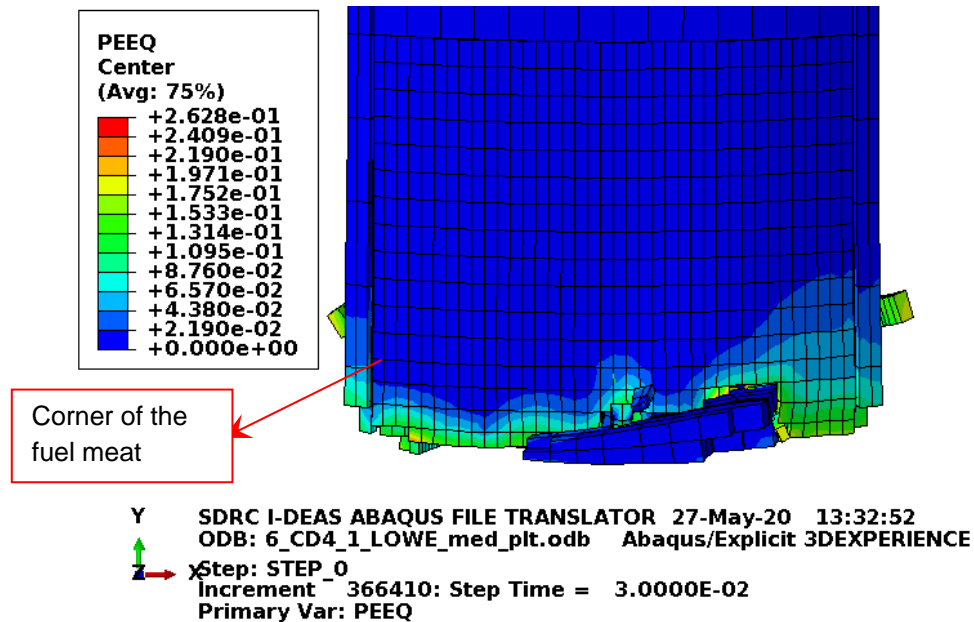 PEEQ
Center
(Avg: 75%)
+2.628e-01
+2.409e-01
+2.190e-01
+1.971e-01
+1.752e-01
+1.533e-01
+1.314e-01
+1.095e-01
+8.760e-02
+6.570e-02
+4.380e-02
+2.190e-02
+0.000e+00
Corner of the
fuel meat
Y
Z X
SDRC I-DEAS ABAQUS FILE TRANSLATOR 27-May-20 13:32:52
ODB: 6_CD4_1_LOWE_med_plt.odb Abaqus/Explicit 3DEXPERIENCE
Step: STEP_0
Increment 366410: Step Time = 3.0000E-02
Primary Var: PEEQ